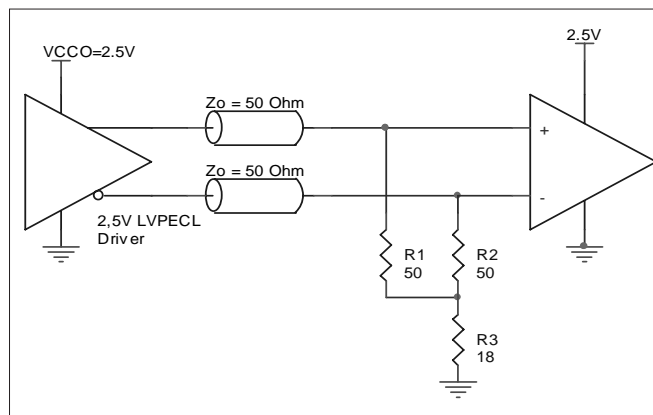 VCCO=2.5V
2.5V
Zo = 50 Ohm
+
Zo = 50 Ohm
-
2,5V LVPECL
Driver
R1
50
R2
50
R3
18